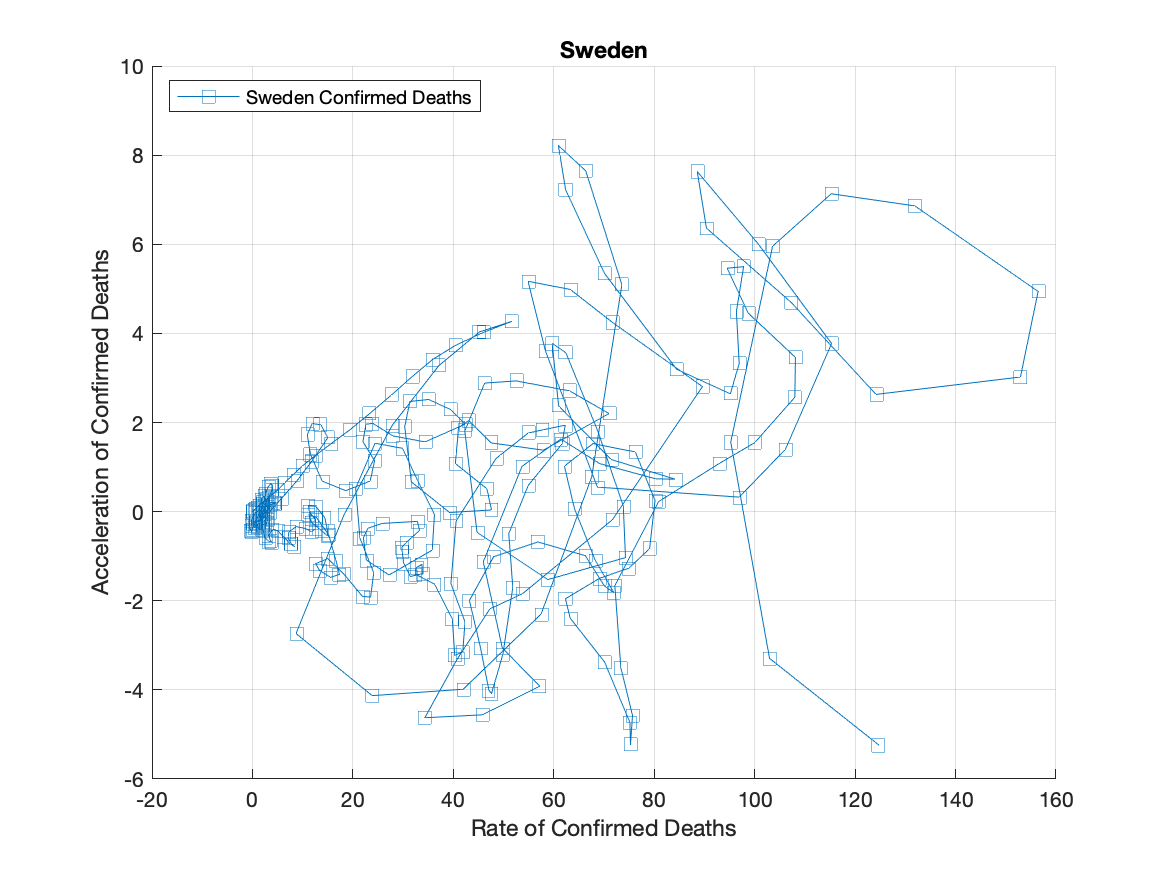 Sweden
10
Sweden Confirmed Deaths
8
6
4
2
0
-2
-4
-6
Acceleration of Confirmed Deaths
-20 0 20 40 60 80 100 120 140 160
Rate of Confirmed Deaths